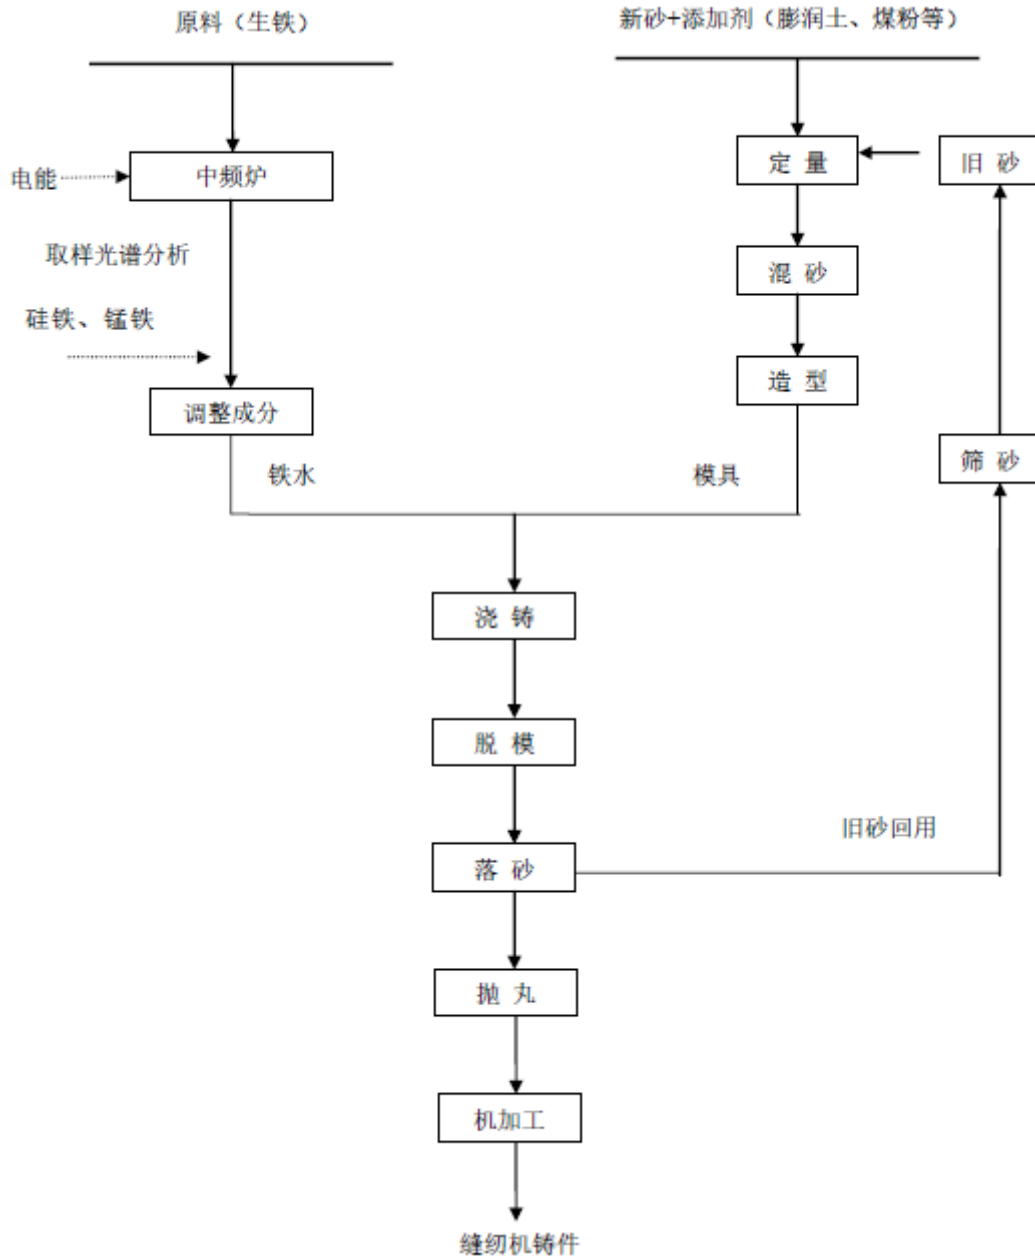 原料（生铁）
新砂+添加剂（膨润土、煤粉等）
电能
中频炉
定 量
旧 砂
取样光谱分析
混 砂
硅铁、锰铁
造 型
调整成分
铁水
模具
筛 砂
浇 铸
脱 模
旧砂回用
落 砂
抛 丸
机加工
缝纫机铸件